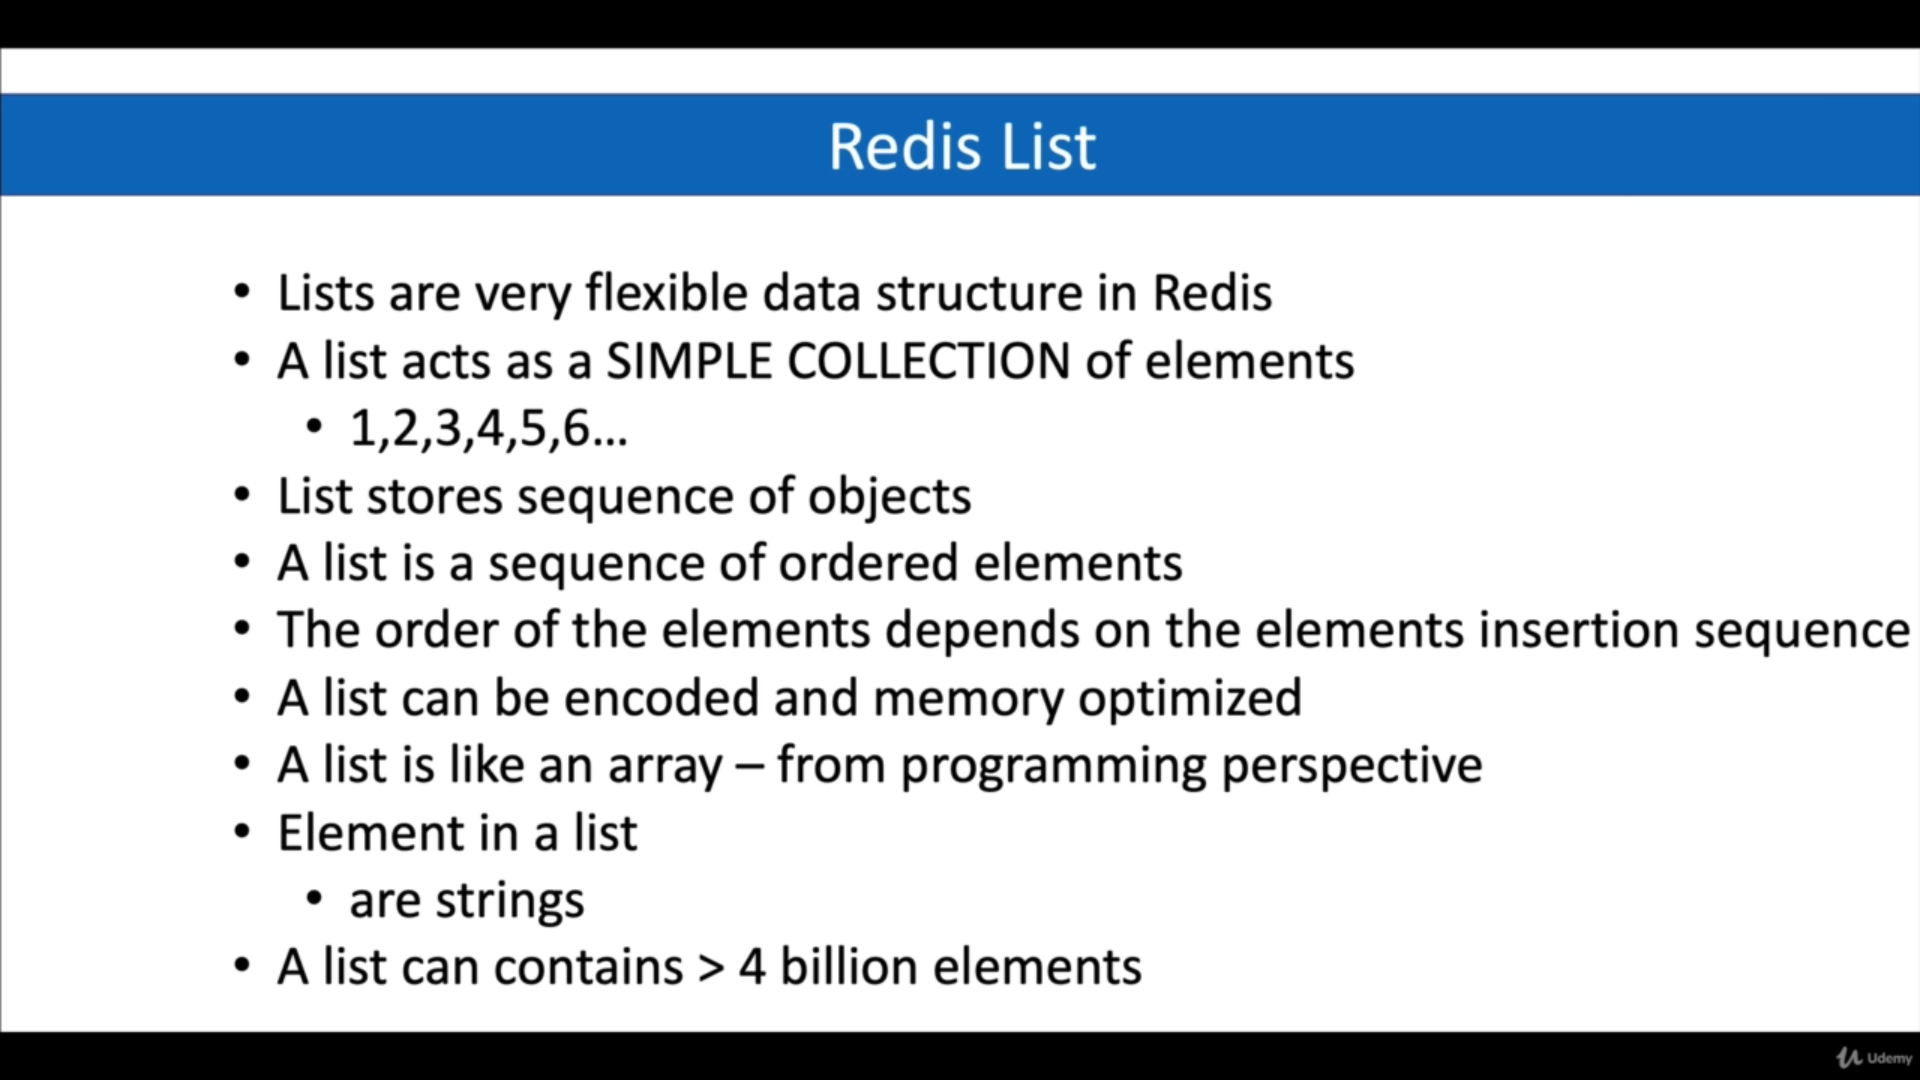 Redis List
• Lists are very flexible data structure in Redis
• A list acts as a SIMPLE COLLECTION of elements
• 1,2,3,4,5,6...
• List stores sequence of objects
• A list is a sequence of ordered elements
• The order of the elements depends on the elements insertion sequence
• A list can be encoded and memory optimized
• A list is like an array – from programming perspective
• Element in a list
• are strings
• A list can contains > 4 billion elements
Udemy